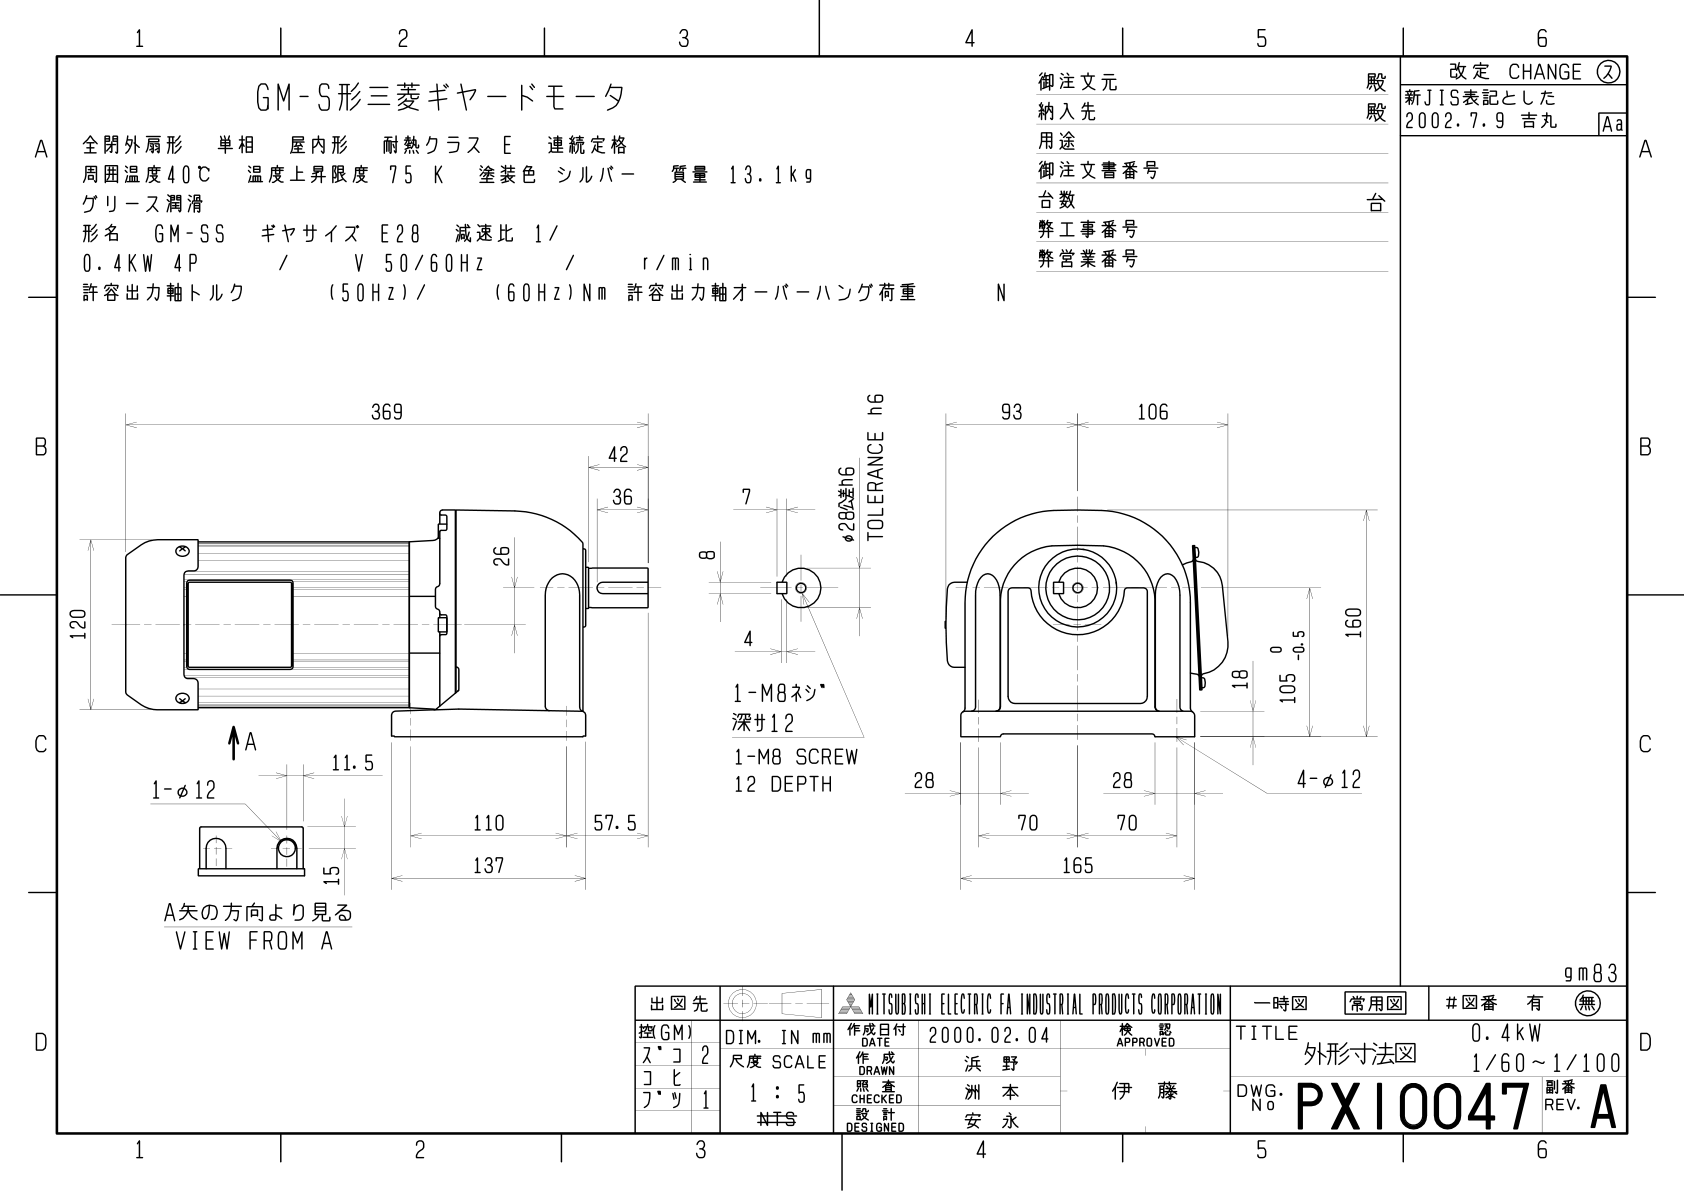 1 2 3 4 5 6
GM-S形三菱ギヤードモータ
全閉外扇形 単相 屋内形 耐熱クラス E 連続定格
周囲温度40℃ 温度上昇限度 75 K 塗装色 シルバー 質量 13.1kg
グリース潤滑
形名 GM-SS ギヤサイズ E28 減速比 1/
0.4KW 4P / V 50/60Hz / r/min
許容出力軸トルク (50Hz)/ (60Hz)Nm 許容出力軸オーバーハング荷重 N
御注文元 殿
納入先 殿
用途
御注文書番号
台数 台
弊工事番号
弊営業番号
改定 CHANGE ス
新JIS表記とした
2002.7.9 吉丸 Aa
A A
B B
C C
D D
369
42
36
26
120
A
11.5
1-φ12
15
110
57.5
137
A矢の方向より見る
VIEW FROM A
7
8
4
φ28公差h6
TOLERANCE h6
1-M8ネジ
深サ12
1-M8 SCREW
12 DEPTH
93
106
160
18
105 0 -0.5
28
28
4-φ12
70
70
165
gm83
出図先
控(GM)
ズコ 2
コヒ
ブツ 1
DIM. IN mm
尺度 SCALE
1 : 5
NTS
MITSUBISHI ELECTRIC FA INDUSTRIAL PRODUCTS CORPORATION
作成日付 DATE 2000.02.04
作成 DRAWN 浜野
照査 CHECKED 洲本
設計 DESIGNED 安永
検認 APPROVED
伊藤
一時図 常用図 #図番 有 無
TITLE 0.4kW
外形寸法図 1/60~1/100
DWG. No PX10047 副番 REV. A
1 2 3 4 5 6